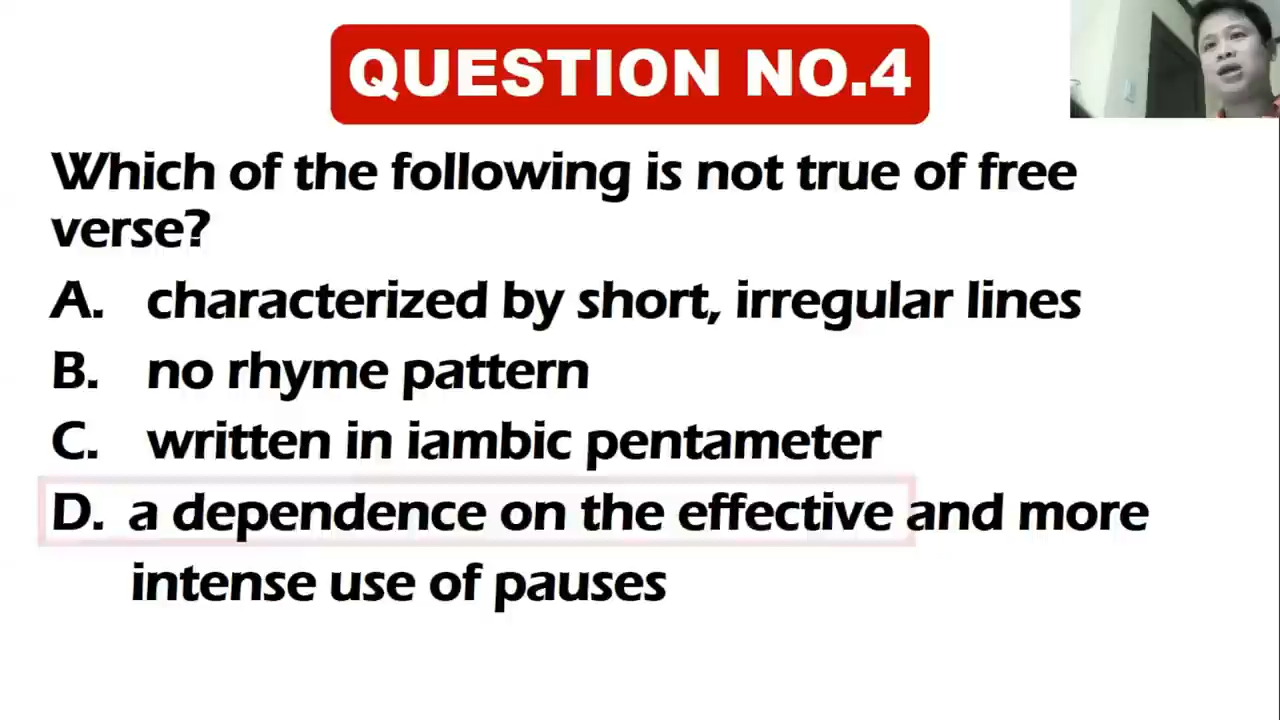 QUESTION NO.4
Which of the following is not true of free
verse?
A. characterized by short, irregular lines
B. no rhyme pattern
C. written in iambic pentameter
D. a dependence on the effective and more
intense use of pauses